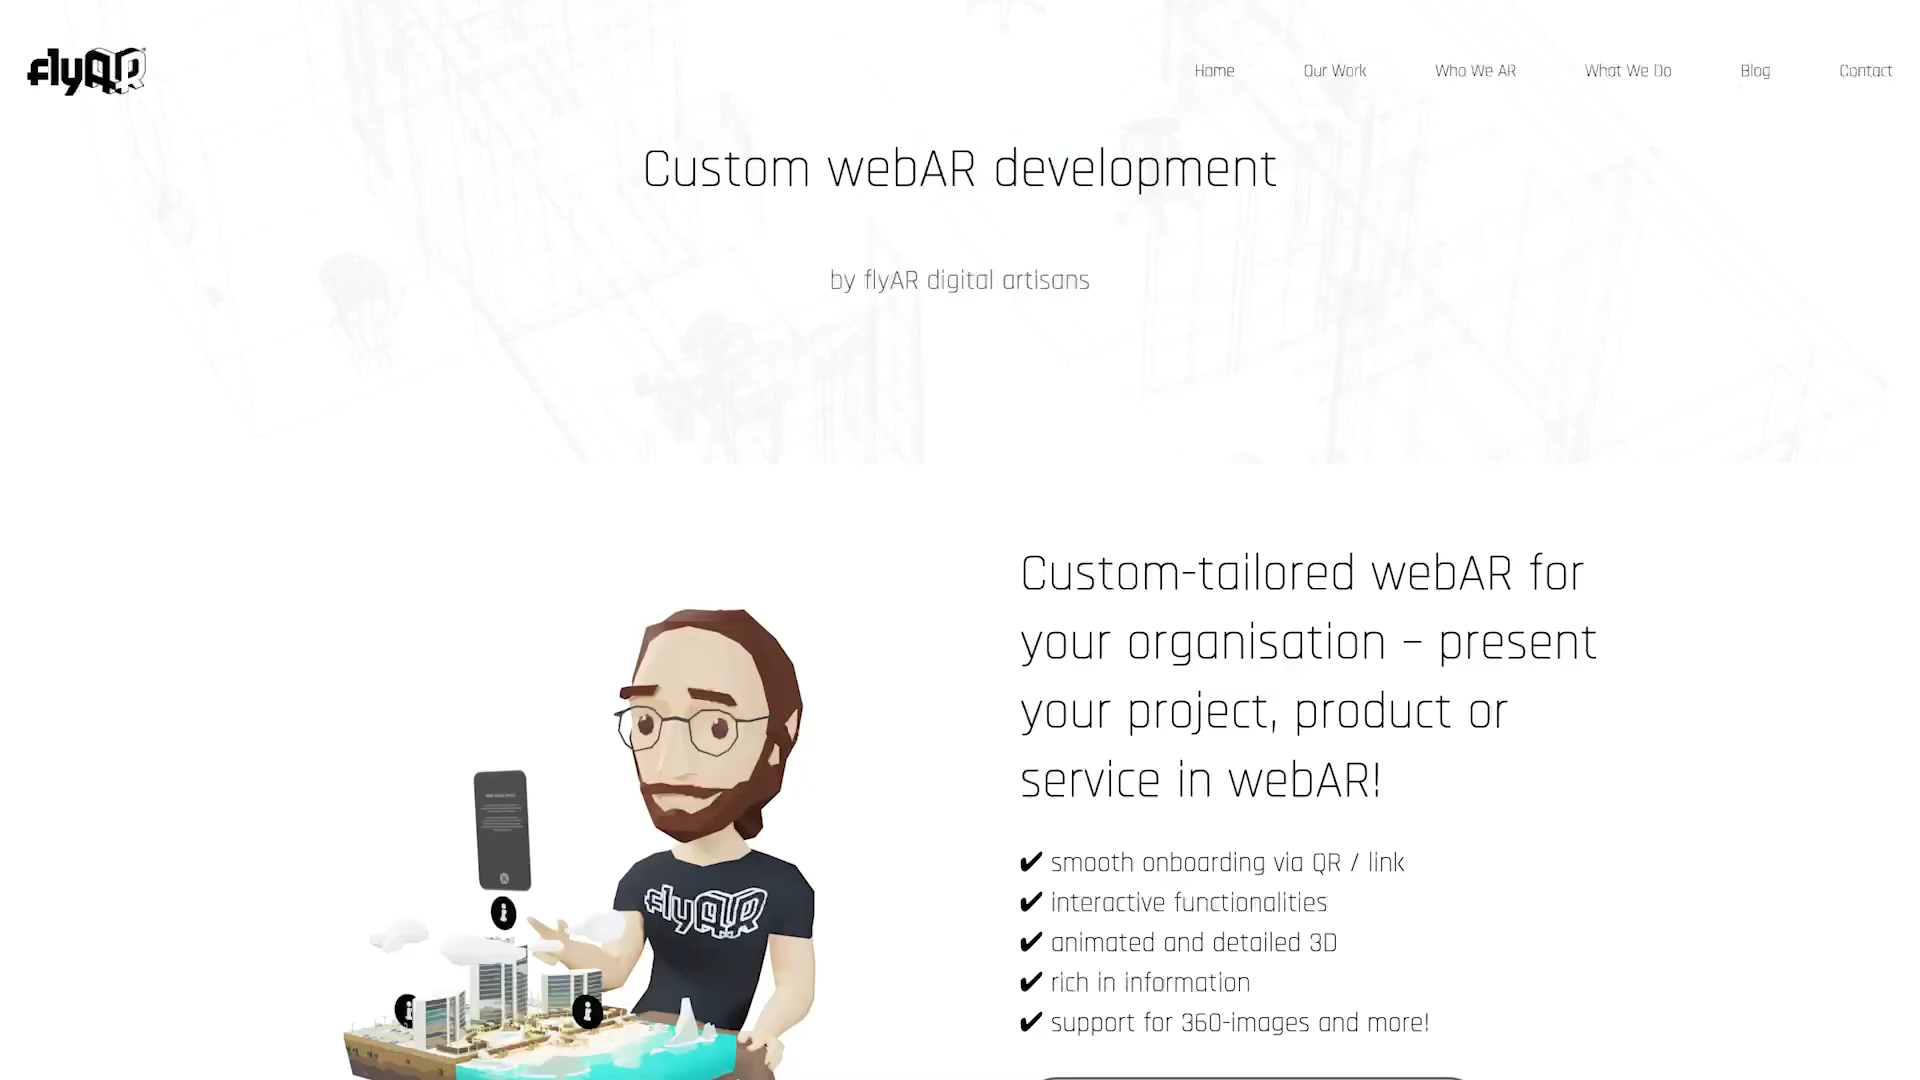 flyAR
Home
Our Work
Who We AR
What We Do
Blog
Contact
Custom webAR development
by flyAR digital artisans
Custom-tailored webAR for
your organisation – present
your project, product or
service in webAR!
✔ smooth onboarding via QR / link
✔ interactive functionalities
✔ animated and detailed 3D
✔ rich in information
✔ support for 360-images and more!
flyAR
i
i
i